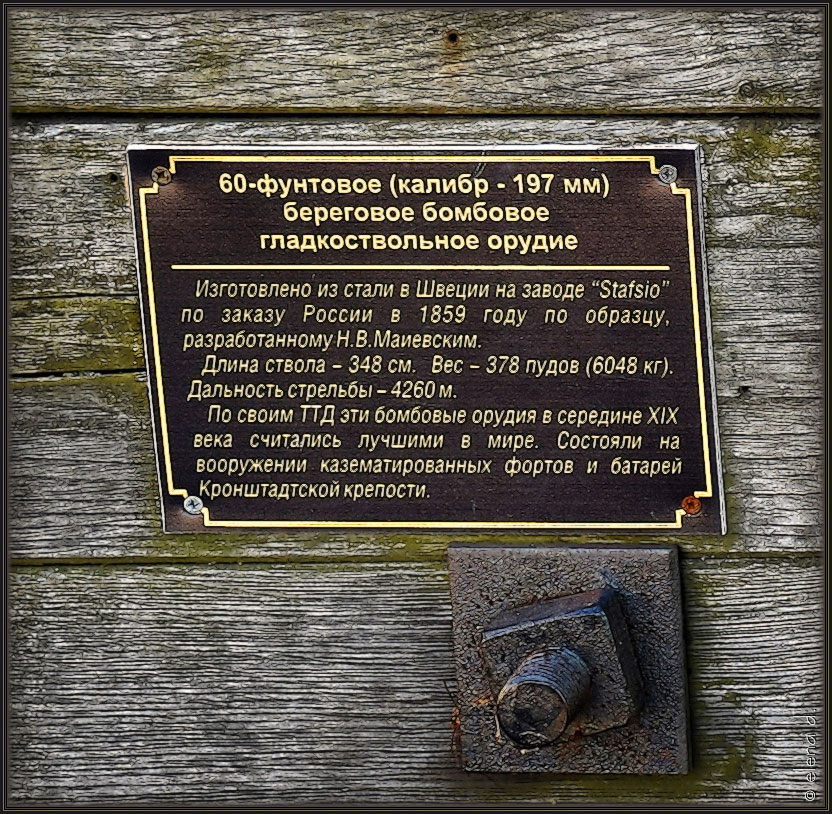 60-фунтовое (калибр - 197 мм)
береговое бомбовое
гладкоствольное орудие
Изготовлено из стали в Швеции на заводе “Stafsio”
по заказу России в 1859 году по образцу,
разработанному Н.В.Маиевским.
Длина ствола – 348 см. Вес – 378 пудов (6048 кг).
Дальность стрельбы – 4260 м.
По своим ТТД эти бомбовые орудия в середине XIX
века считались лучшими в мире. Состояли на
вооружении казематированных фортов и батарей
Кронштадтской крепости.
© elena.d.